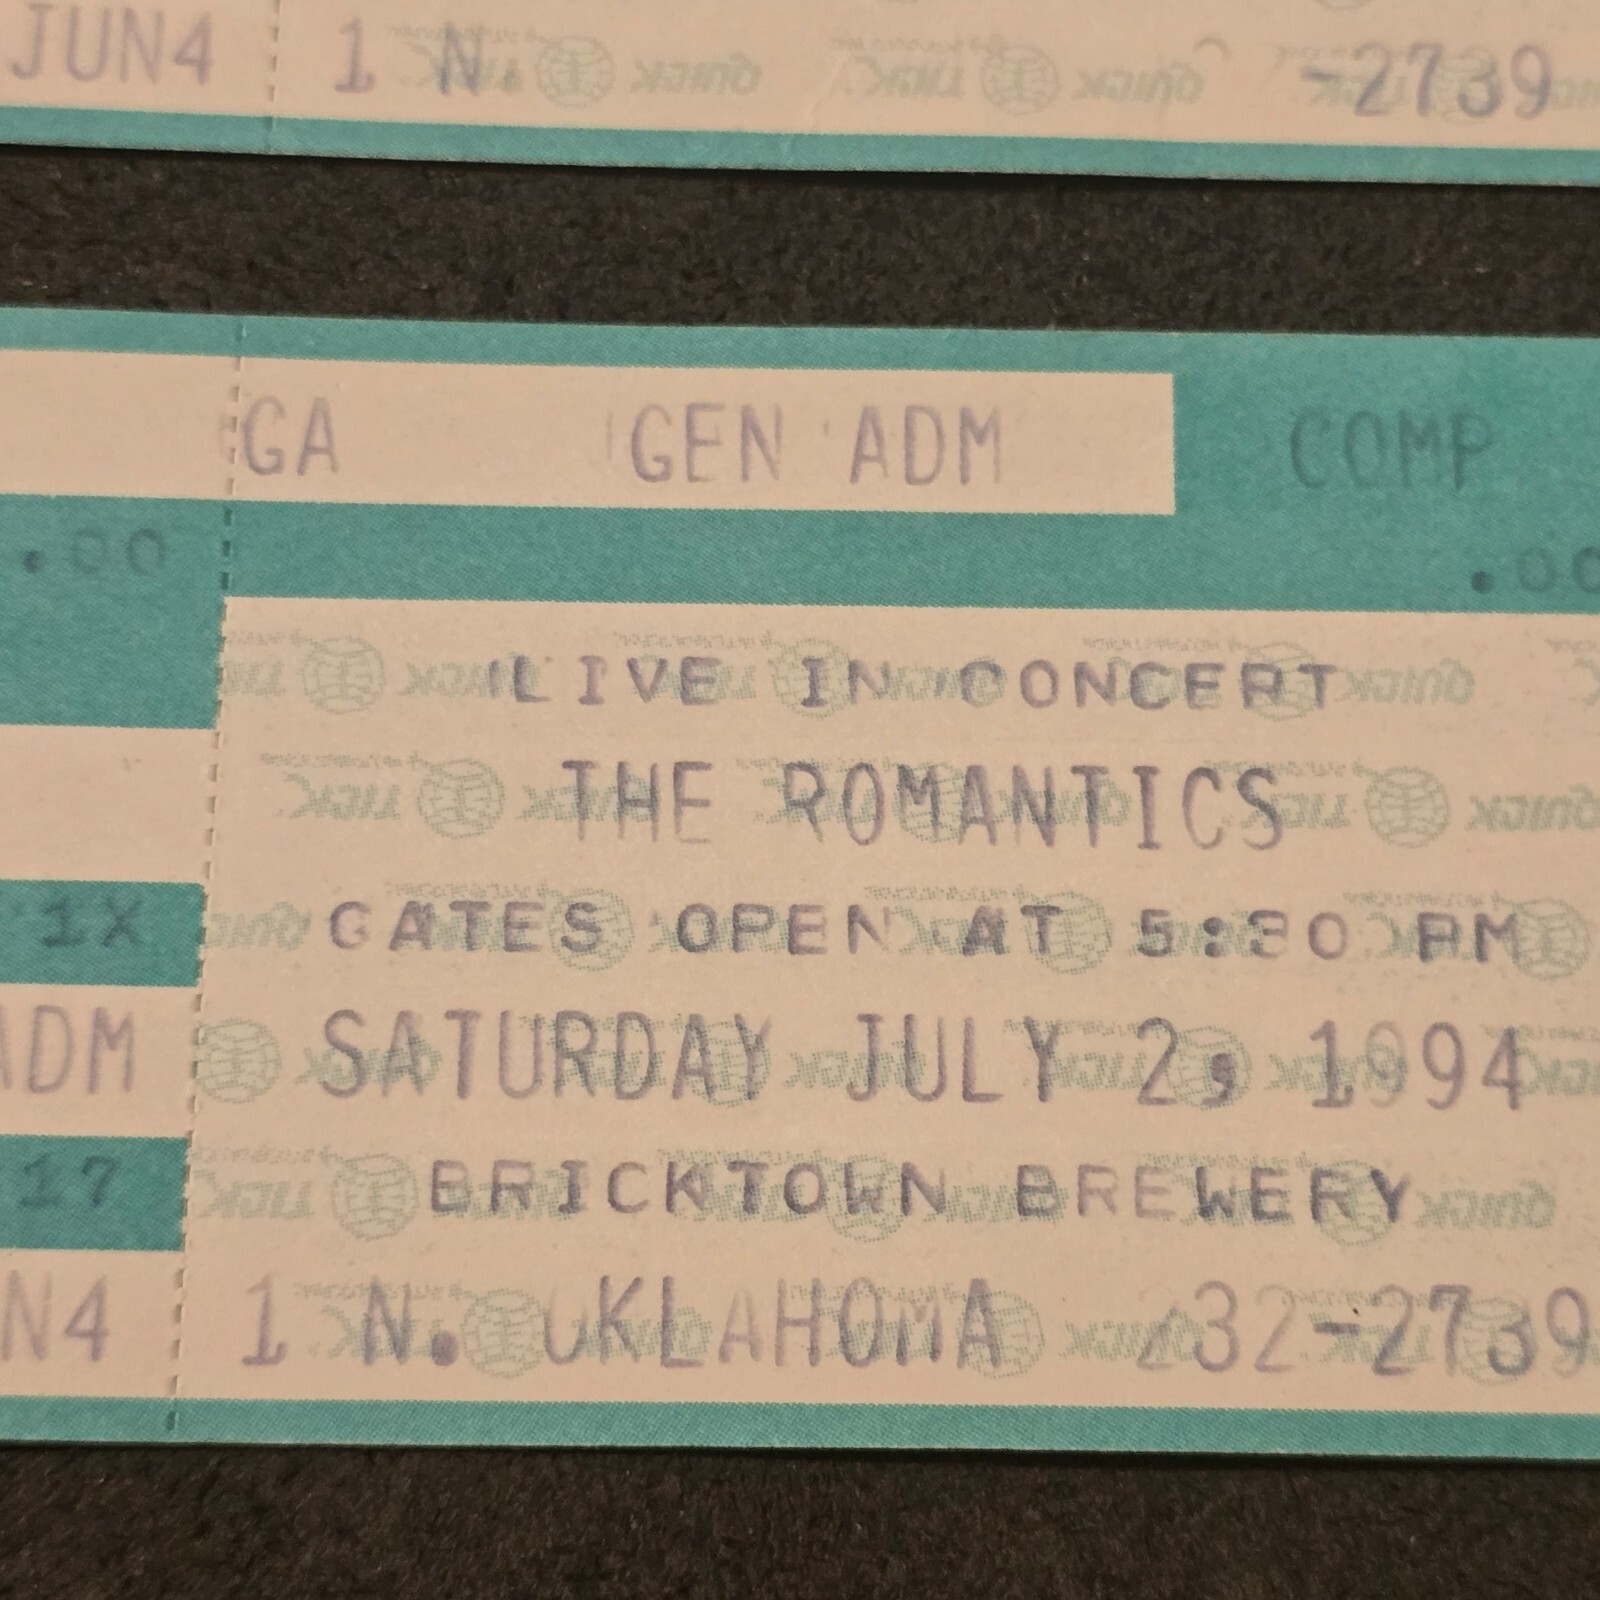 JUN4 1 N -2739
GA GEN ADM COMP
.00 .00
LIVE IN CONCERT
THE ROMANTICS
1X GATES OPEN AT 5:30 PM
ADM SATURDAY JULY 2, 1994
17 BRICKTOWN BREWERY
N4 1 N. OKLAHOMA 232-2739